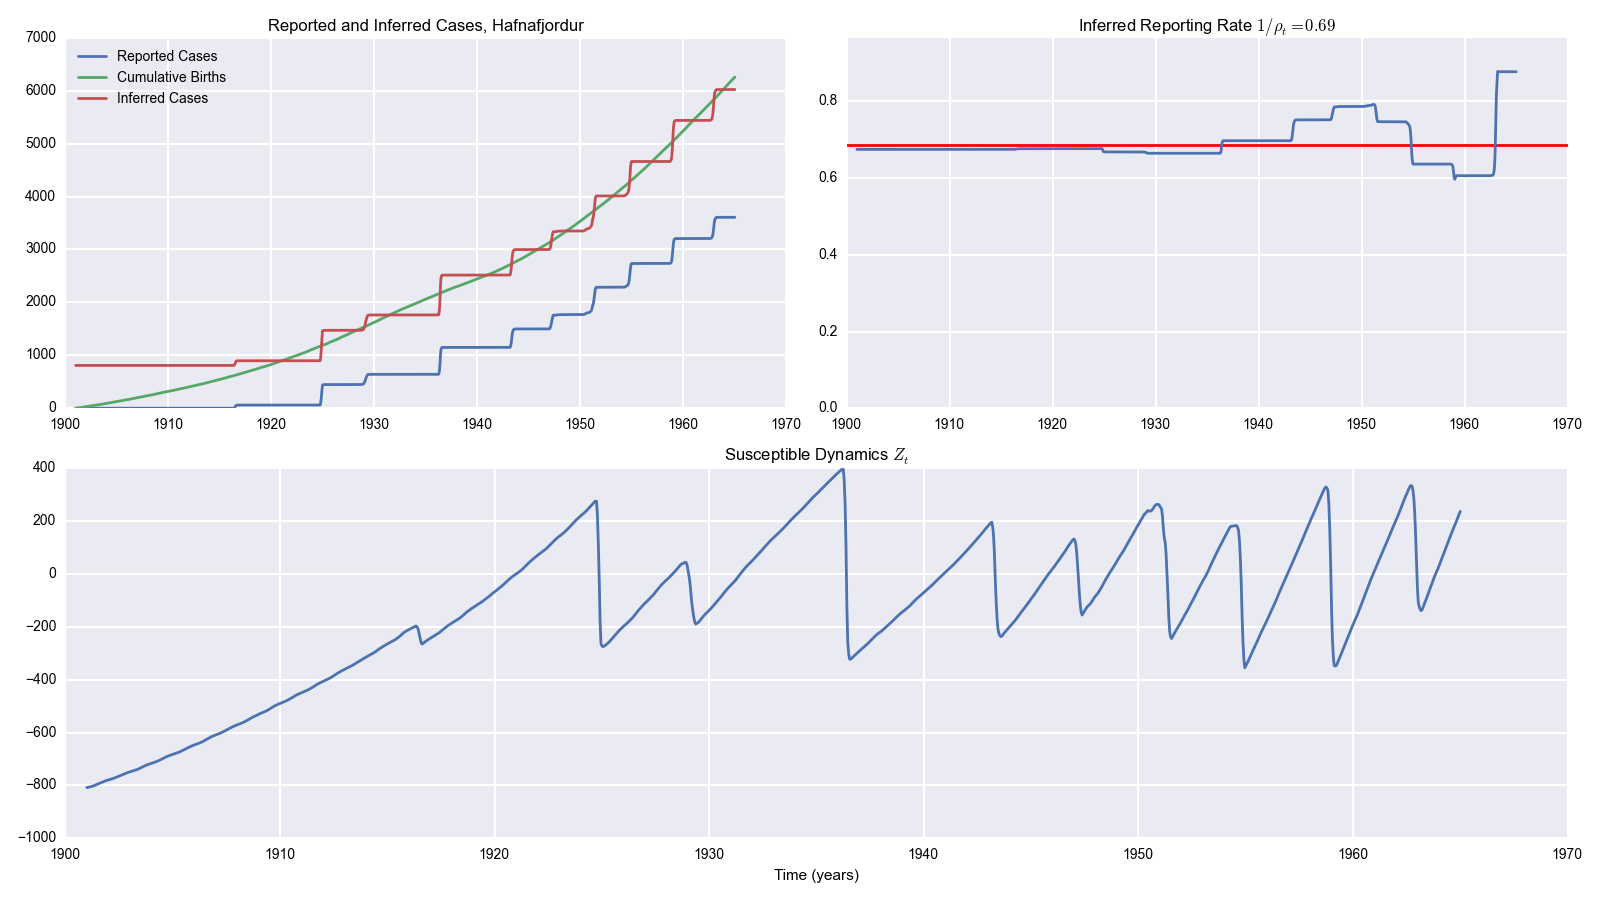 Reported and Inferred Cases, Hafnafjordur
7000
6000
5000
4000
3000
2000
1000
0
Reported Cases
Cumulative Births
Inferred Cases
1900 1910 1920 1930 1940 1950 1960 1970
Inferred Reporting Rate 1/ρt =0.69
0.8
0.6
0.4
0.2
0.0
1900 1910 1920 1930 1940 1950 1960 1970
Susceptible Dynamics Zt
400
200
0
−200
−400
−600
−800
−1000
1900 1910 1920 1930 1940 1950 1960 1970
Time (years)